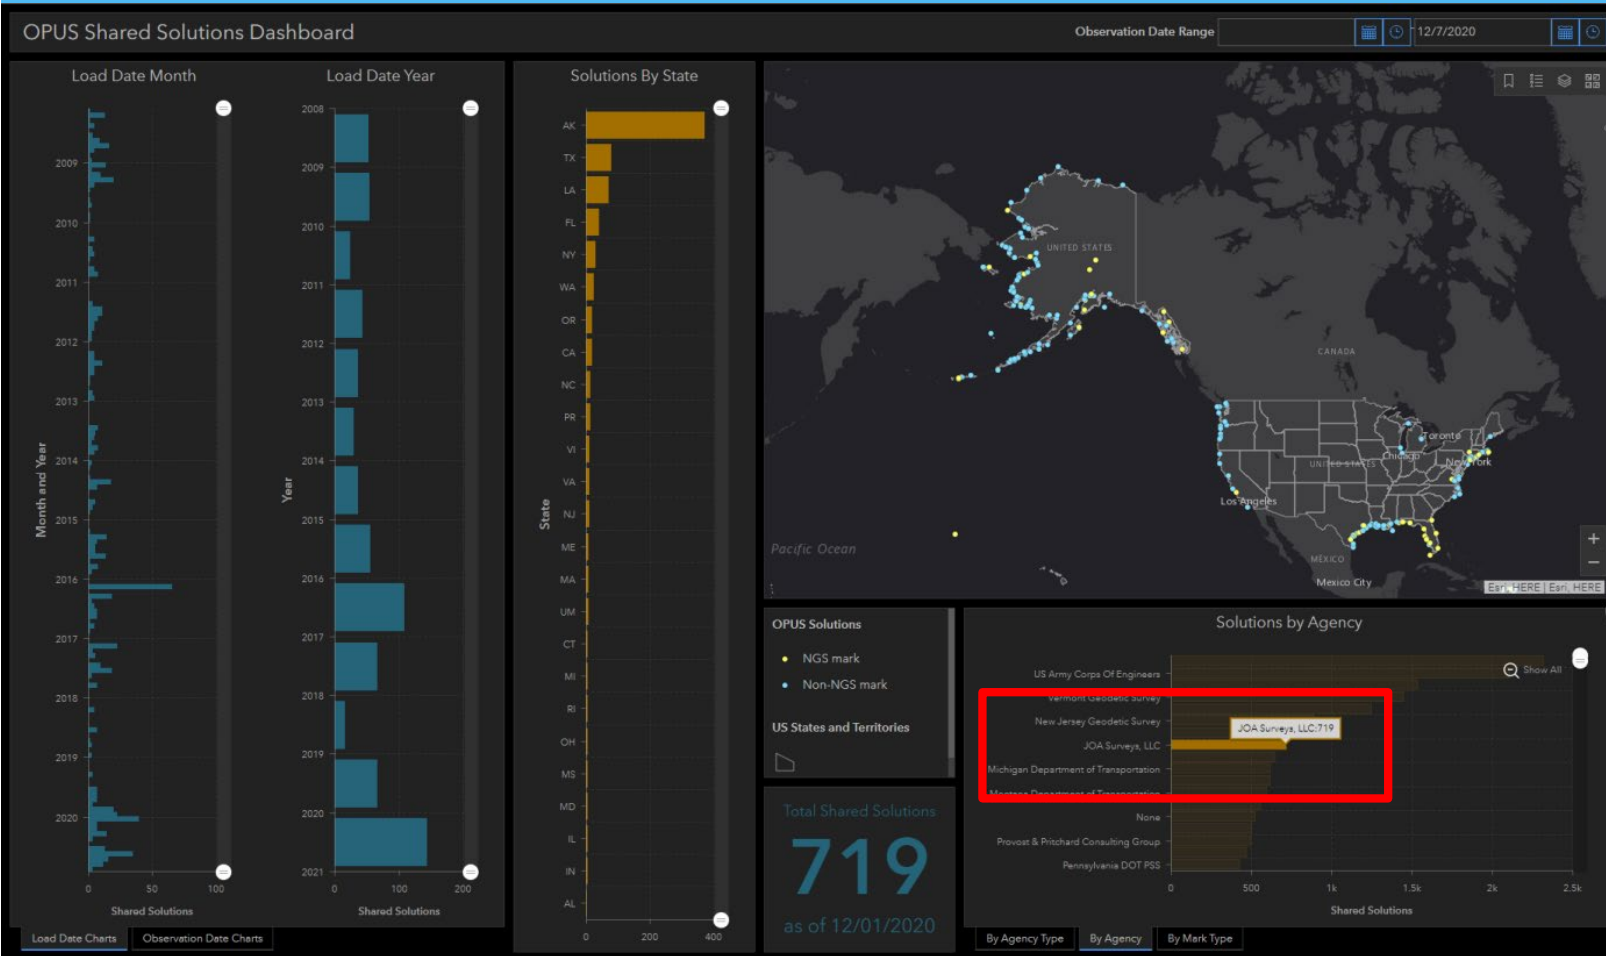 OPUS Shared Solutions Dashboard
Observation Date Range
12/7/2020
Load Date Month
2009
2010
2011
2012
2013
2014
2015
2016
2017
2018
2019
2020
Month and Year
0 50 100
Shared Solutions
Load Date Year
2008
2009
2010
2011
2012
2013
2014
2015
2016
2017
2018
2019
2020
2021
Year
0 100 200
Shared Solutions
Load Date Charts
Observation Date Charts
Solutions By State
AK
TX
LA
FL
NY
WA
OR
CA
NC
PR
VI
VA
NJ
ME
MA
UM
CT
MI
RI
OH
MS
MD
IL
IN
AL
State
0 200 400
UNITED STATES
CANADA
Toronto
Chicago
UNITED STATES
New York
Los Angeles
Pacific Ocean
MÉXICO
Mexico City
Esri, HERE | Esri, HERE
OPUS Solutions
NGS mark
Non-NGS mark
US States and Territories
Total Shared Solutions
719
as of 12/01/2020
Solutions by Agency
Show All
US Army Corps Of Engineers
Vermont Geodetic Survey
New Jersey Geodetic Survey
JOA Surveys, LLC:719
JOA Surveys, LLC
Michigan Department of Transportation
Montana Department of Transportation
None
Provost & Pritchard Consulting Group
Pennsylvania DOT PSS
0 500 1k 1.5k 2k 2.5k
Shared Solutions
By Agency Type
By Agency
By Mark Type